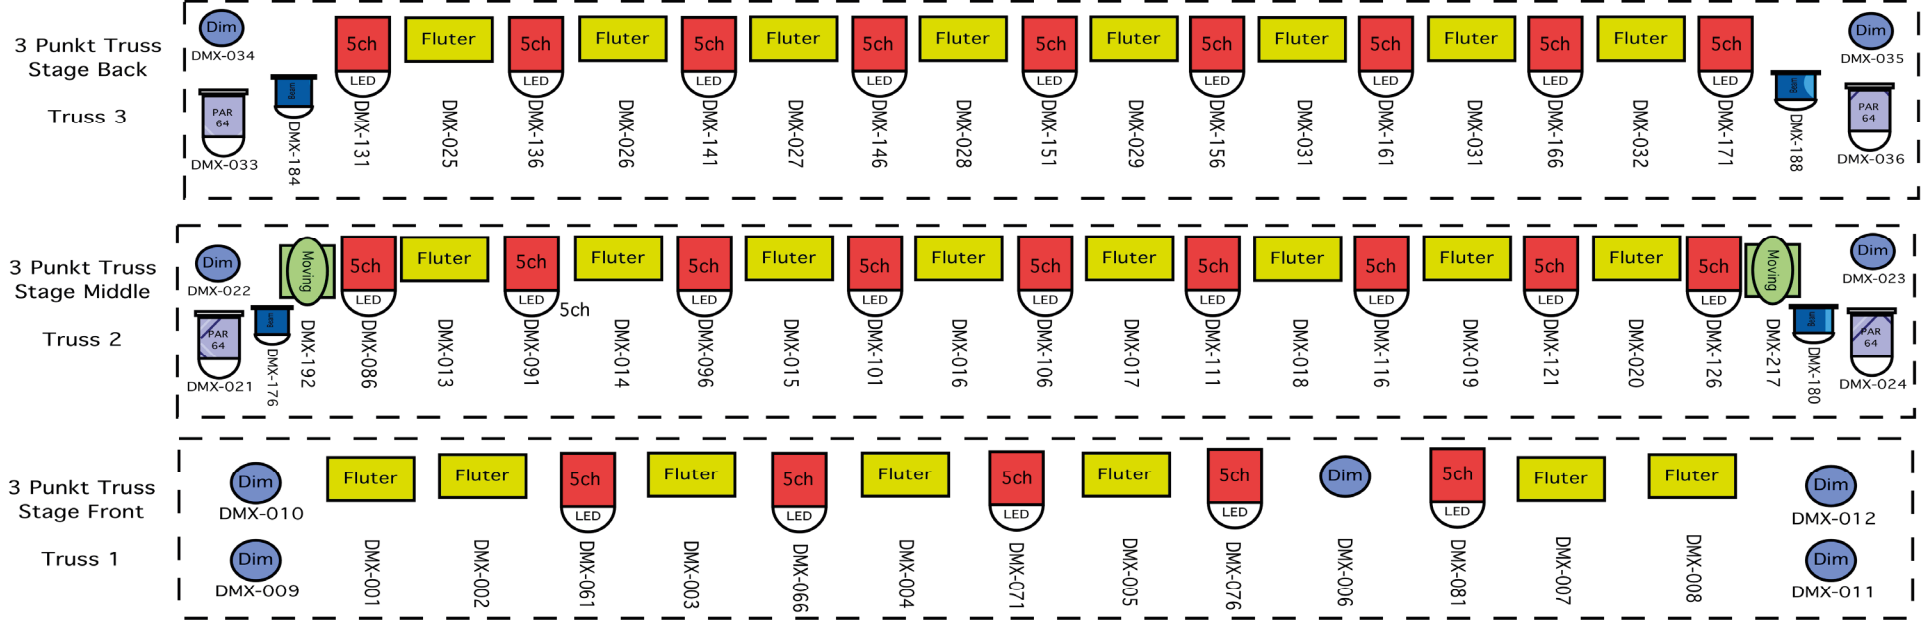 3 Punkt Truss
Stage Back
Truss 3
Dim
DMX-034
PAR
64
DMX-033
Beam
DMX-184
5ch
LED
DMX-131
Fluter
DMX-025
5ch
LED
DMX-136
Fluter
DMX-026
5ch
LED
DMX-141
Fluter
DMX-027
5ch
LED
DMX-146
Fluter
DMX-028
5ch
LED
DMX-151
Fluter
DMX-029
5ch
LED
DMX-156
Fluter
DMX-031
5ch
LED
DMX-161
Fluter
DMX-031
5ch
LED
DMX-166
Fluter
DMX-032
5ch
LED
DMX-171
Beam
DMX-188
Dim
DMX-035
PAR
64
DMX-036
3 Punkt Truss
Stage Middle
Truss 2
Dim
DMX-022
PAR
64
DMX-021
Beam
DMX-176
Moving
DMX-192
5ch
LED
DMX-086
Fluter
DMX-013
5ch
LED
5ch
DMX-091
Fluter
DMX-014
5ch
LED
DMX-096
Fluter
DMX-015
5ch
LED
DMX-101
Fluter
DMX-016
5ch
LED
DMX-106
Fluter
DMX-017
5ch
LED
DMX-111
Fluter
DMX-018
5ch
LED
DMX-116
Fluter
DMX-019
5ch
LED
DMX-121
Fluter
DMX-020
5ch
LED
DMX-126
Moving
DMX-217
Beam
DMX-180
Dim
DMX-023
PAR
64
DMX-024
3 Punkt Truss
Stage Front
Truss 1
Dim
DMX-010
Dim
DMX-009
Fluter
DMX-001
Fluter
DMX-002
5ch
LED
DMX-061
Fluter
DMX-003
5ch
LED
DMX-066
Fluter
DMX-004
5ch
LED
DMX-071
Fluter
DMX-005
5ch
LED
DMX-076
Dim
DMX-006
5ch
LED
DMX-081
Fluter
DMX-007
Fluter
DMX-008
Dim
DMX-012
Dim
DMX-011